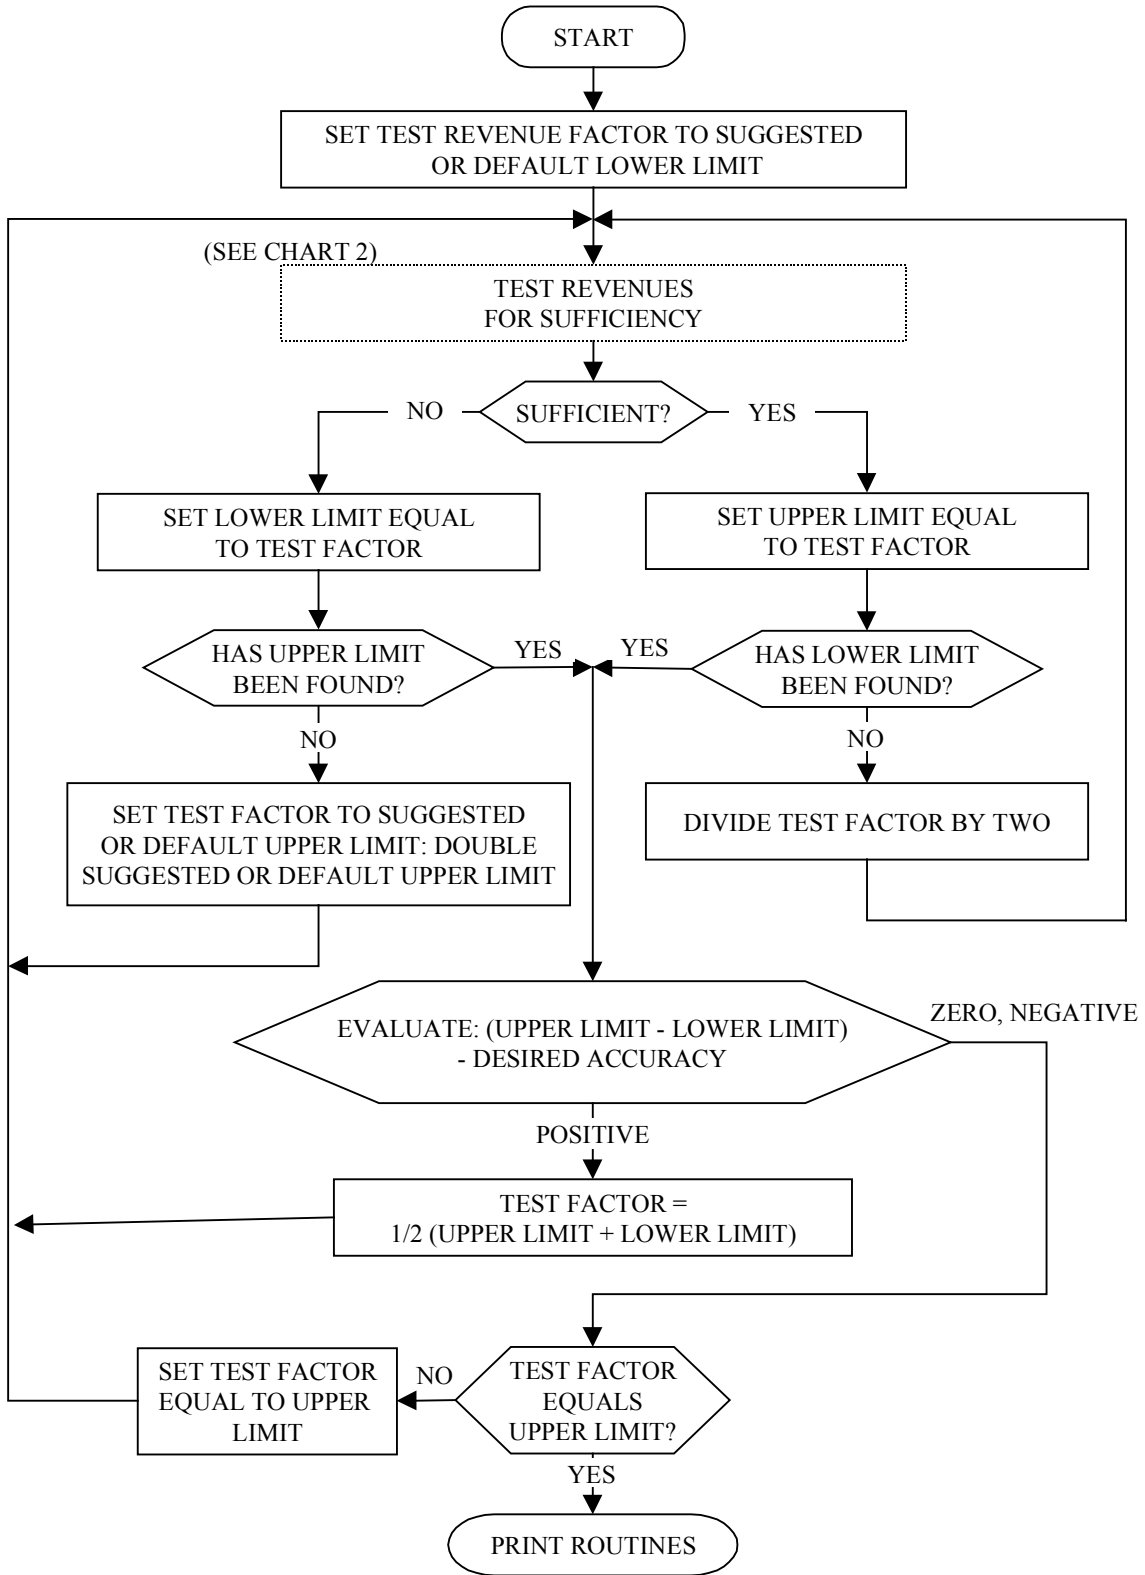 START
SET TEST REVENUE FACTOR TO SUGGESTED
OR DEFAULT LOWER LIMIT
(SEE CHART 2)
TEST REVENUES
FOR SUFFICIENCY
NO
SUFFICIENT?
YES
SET LOWER LIMIT EQUAL
TO TEST FACTOR
SET UPPER LIMIT EQUAL
TO TEST FACTOR
HAS UPPER LIMIT
BEEN FOUND?
YES
YES
HAS LOWER LIMIT
BEEN FOUND?
NO
NO
SET TEST FACTOR TO SUGGESTED
OR DEFAULT UPPER LIMIT: DOUBLE
SUGGESTED OR DEFAULT UPPER LIMIT
DIVIDE TEST FACTOR BY TWO
EVALUATE: (UPPER LIMIT - LOWER LIMIT)
- DESIRED ACCURACY
ZERO, NEGATIVE
POSITIVE
TEST FACTOR =
1/2 (UPPER LIMIT + LOWER LIMIT)
SET TEST FACTOR
EQUAL TO UPPER
LIMIT
NO
TEST FACTOR
EQUALS
UPPER LIMIT?
YES
PRINT ROUTINES